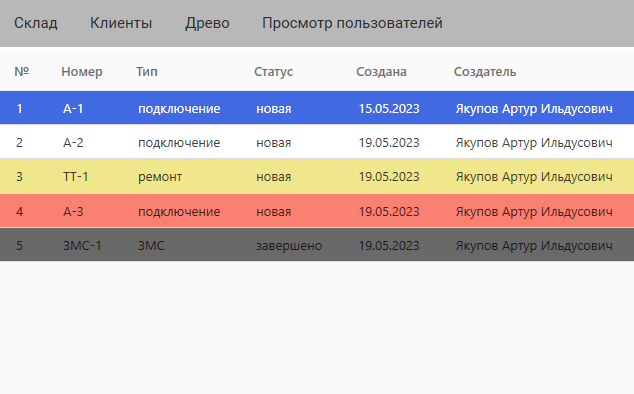 Склад Клиенты Древо Просмотр пользователей
№ Номер Тип Статус Создана Создатель
1 А-1 подключение новая 15.05.2023 Якупов Артур Ильдусович
2 А-2 подключение новая 19.05.2023 Якупов Артур Ильдусович
3 ТТ-1 ремонт новая 19.05.2023 Якупов Артур Ильдусович
4 А-3 подключение новая 19.05.2023 Якупов Артур Ильдусович
5 ЗМС-1 ЗМС завершено 19.05.2023 Якупов Артур Ильдусович